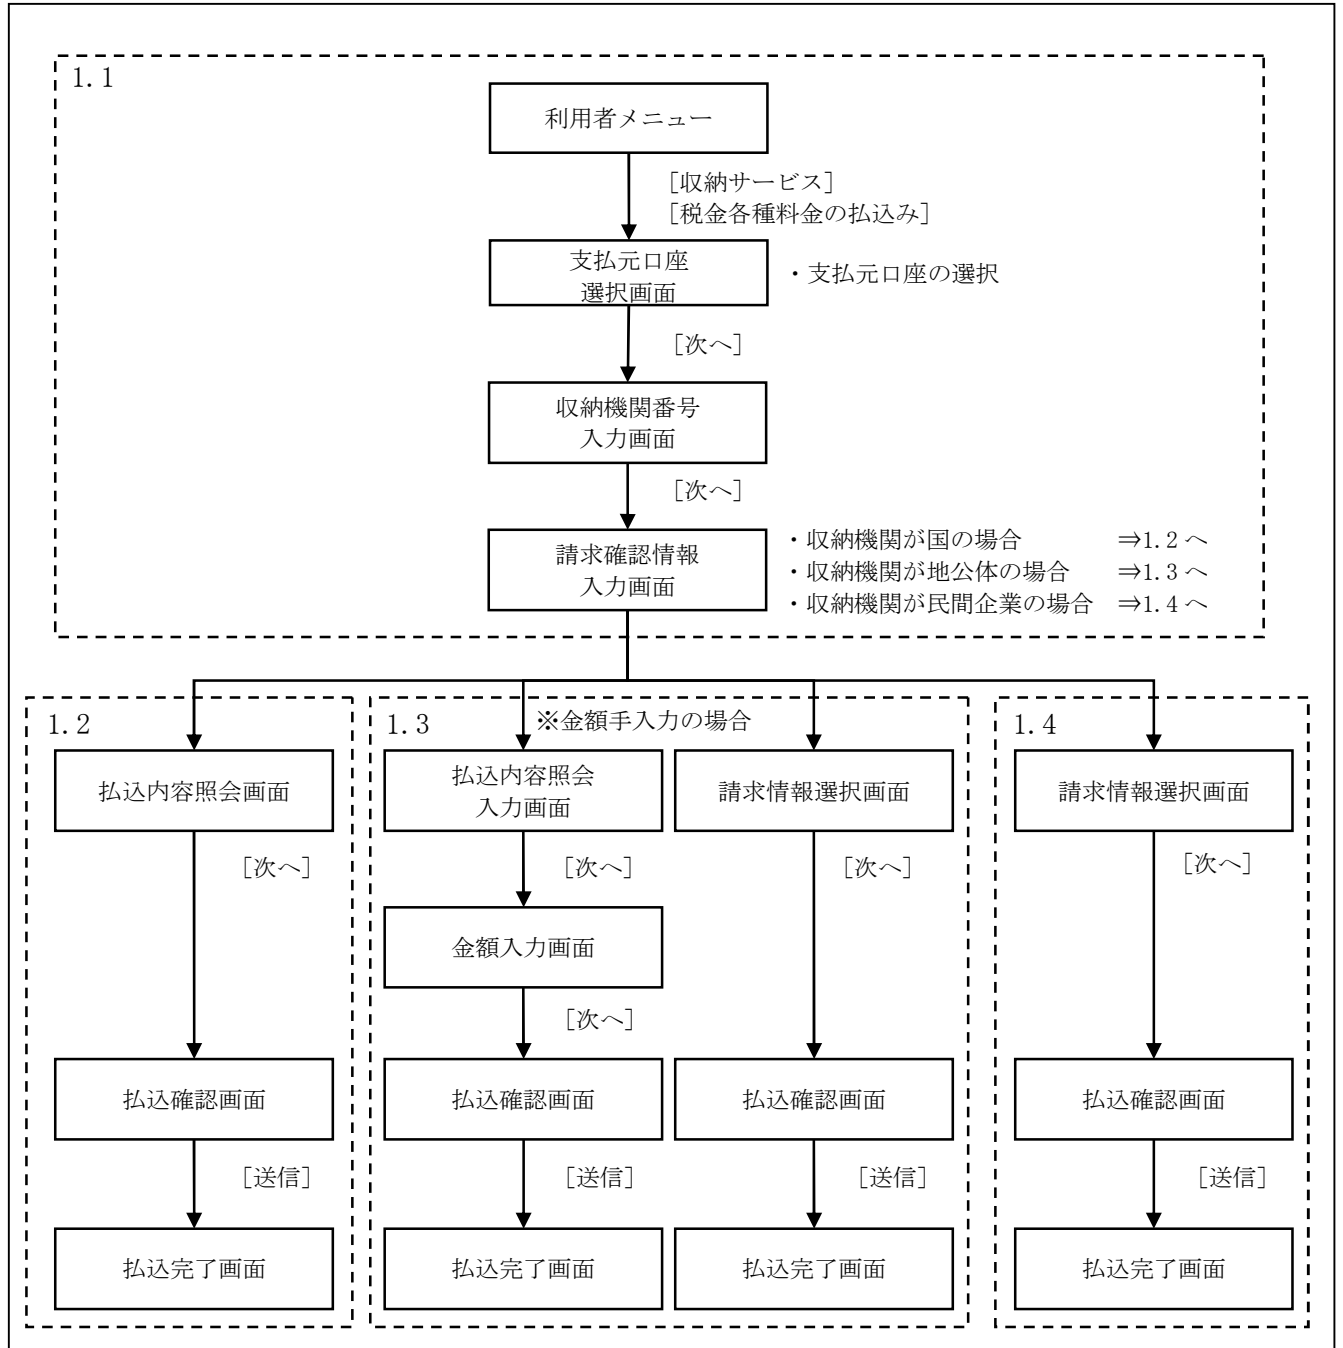 1.1
利用者メニュー
[収納サービス]
[税金各種料金の払込み]
支払元口座
選択画面
・支払元口座の選択
[次へ]
収納機関番号
入力画面
[次へ]
請求確認情報
入力画面
・収納機関が国の場合 ⇒1.2 へ
・収納機関が地公体の場合 ⇒1.3 へ
・収納機関が民間企業の場合 ⇒1.4 へ
1.2
払込内容照会画面
[次へ]
払込確認画面
[送信]
払込完了画面
1.3
※金額手入力の場合
払込内容照会
入力画面
[次へ]
金額入力画面
[次へ]
払込確認画面
[送信]
払込完了画面
請求情報選択画面
[次へ]
払込確認画面
[送信]
払込完了画面
1.4
請求情報選択画面
[次へ]
払込確認画面
[送信]
払込完了画面